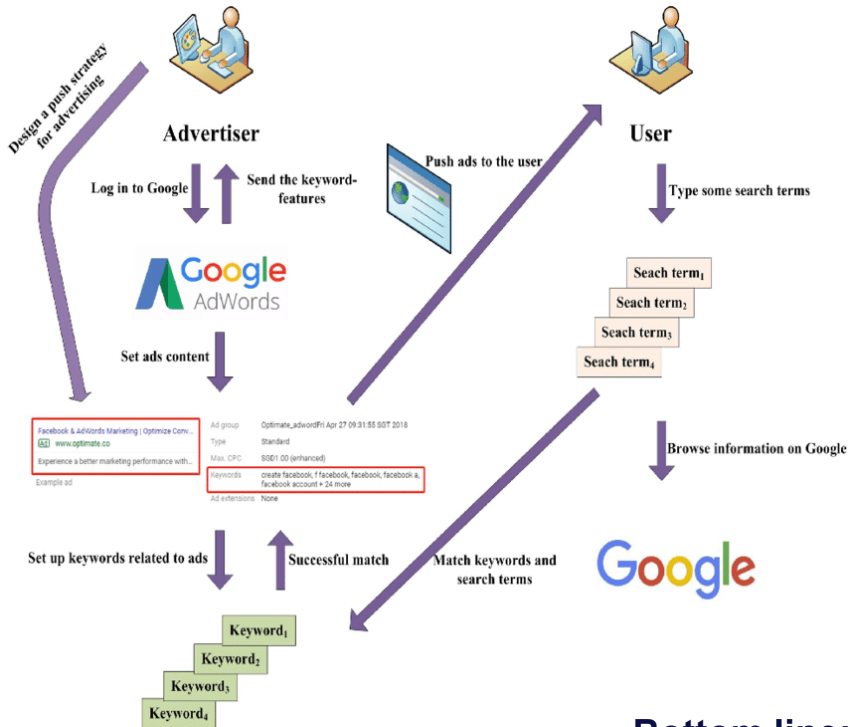 Design a push strategy
for advertising
Advertiser
User
Log in to Google
Send the keyword-
features
Push ads to the user
Type some search terms
Google
AdWords
Seach term1
Seach term2
Seach term3
Seach term4
Set ads content
Facebook & AdWords Marketing | Optimize Conv...
Ad www.optimate.co
Experience a better marketing performance with...
Example ad
Ad group Optimate_adwordFri Apr 27 09:31:55 SGT 2018
Type Standard
Max. CPC SGD1.00 (enhanced)
Keywords create facebook, f facebook, facebook, facebook a,
facebook account + 24 more
Ad extensions None
Browse information on Google
Set up keywords related to ads
Successful match
Match keywords and
search terms
Google
Keyword1
Keyword2
Keyword3
Keyword4